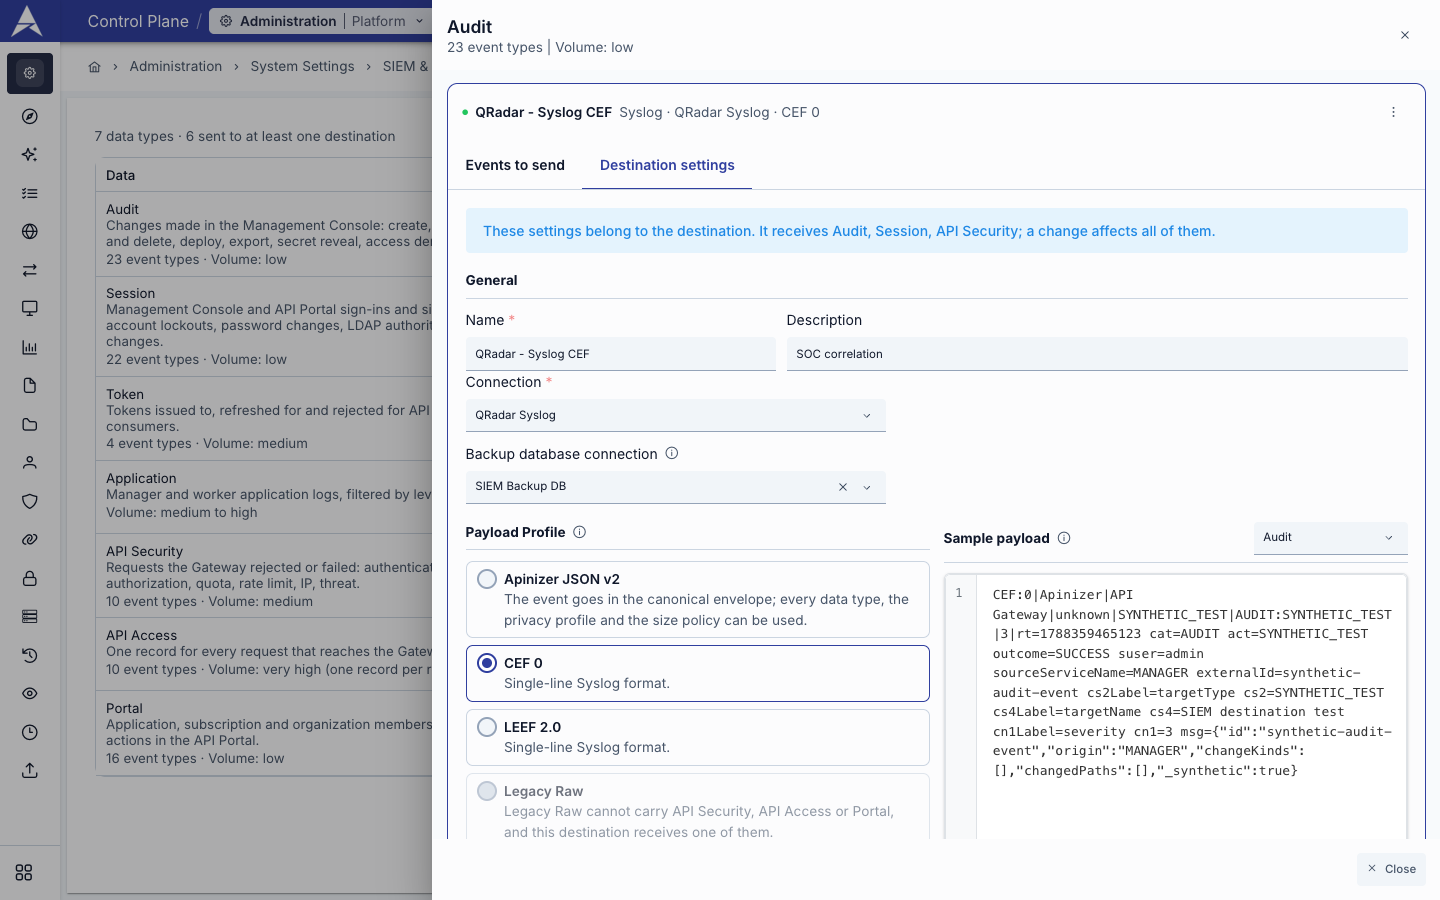 Control Plane / Administration | Platform
Administration > System Settings > SIEM &
7 data types · 6 sent to at least one destination
Data
Audit
Changes made in the Management Console: create,
and delete, deploy, export, secret reveal, access
23 event types · Volume: low
Session
Management Console and API Portal sign-ins and
account lockouts, password changes, LDAP
changes.
22 event types · Volume: low
Token
Tokens issued to, refreshed for and rejected for API
consumers.
4 event types · Volume: medium
Application
Manager and worker application logs, filtered by
Volume: medium to high
API Security
Requests the Gateway rejected or failed:
authorization, quota, rate limit, IP, threat.
10 event types · Volume: medium
API Access
One record for every request that reaches the
10 event types · Volume: very high (one record per
Portal
Application, subscription and organization
actions in the API Portal.
16 event types · Volume: low
Audit
23 event types | Volume: low
QRadar - Syslog CEF Syslog · QRadar Syslog · CEF 0
Events to send
Destination settings
These settings belong to the destination. It receives Audit, Session, API Security; a change affects all of them.
General
Name *
Description
QRadar - Syslog CEF
SOC correlation
Connection *
QRadar Syslog
Backup database connection
SIEM Backup DB
Payload Profile
Apinizer JSON v2
The event goes in the canonical envelope; every data type, the
privacy profile and the size policy can be used.
CEF 0
Single-line Syslog format.
LEEF 2.0
Single-line Syslog format.
Legacy Raw
Legacy Raw cannot carry API Security, API Access or Portal,
and this destination receives one of them.
Sample payload
Audit
1
CEF:0|Apinizer|API
Gateway|unknown|SYNTHETIC_TEST|AUDIT:SYNTHETIC_TEST
|3|rt=1788359465123 cat=AUDIT act=SYNTHETIC_TEST
outcome=SUCCESS suser=admin
sourceServiceName=MANAGER externalId=synthetic-
audit-event cs2Label=targetType cs2=SYNTHETIC_TEST
cs4Label=targetName cs4=SIEM destination test
cn1Label=severity cn1=3 msg={"id":"synthetic-audit-
event","origin":"MANAGER","changeKinds":
[],"changedPaths":[],"_synthetic":true}
Close